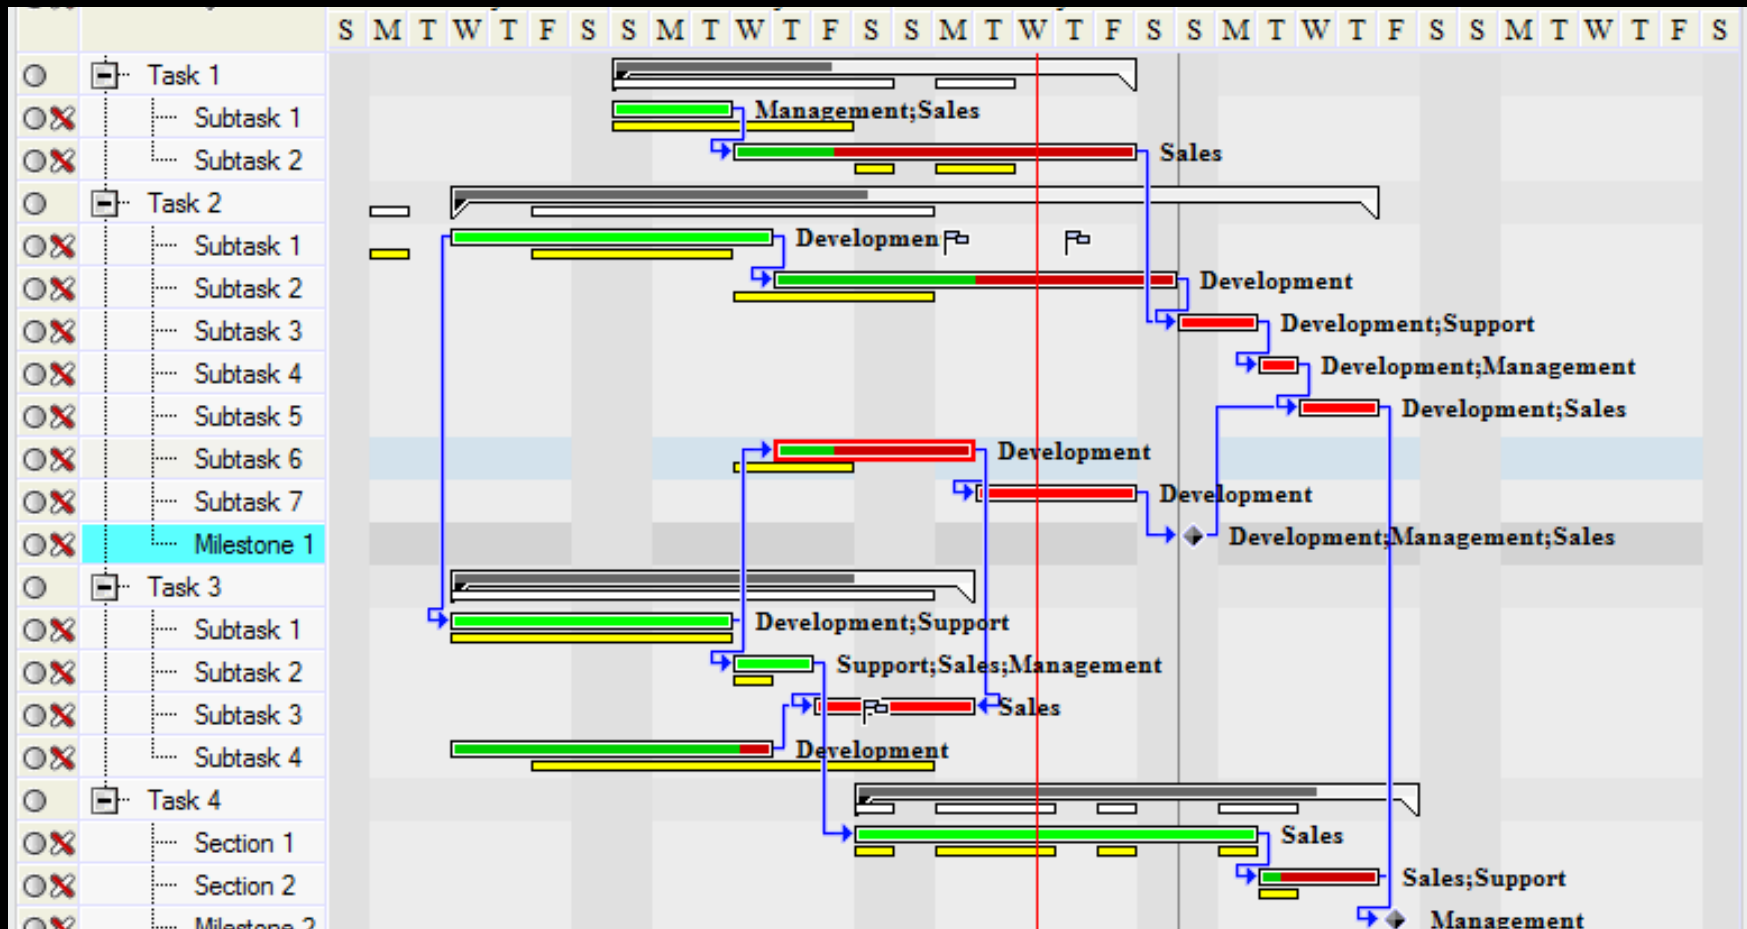 S M T W T F S S M T W T F S S M T W T F S S M T W T F S S M T W T F S
Task 1
Subtask 1 Management;Sales
Subtask 2 Sales
Task 2
Subtask 1 Developmen
Subtask 2 Development
Subtask 3 Development;Support
Subtask 4 Development;Management
Subtask 5 Development;Sales
Subtask 6 Development
Subtask 7 Development
Milestone 1 Development;Management;Sales
Task 3
Subtask 1 Development;Support
Subtask 2 Support;Sales;Management
Subtask 3 Sales
Subtask 4 Development
Task 4
Section 1 Sales
Section 2 Sales;Support
Milestone 2 Management